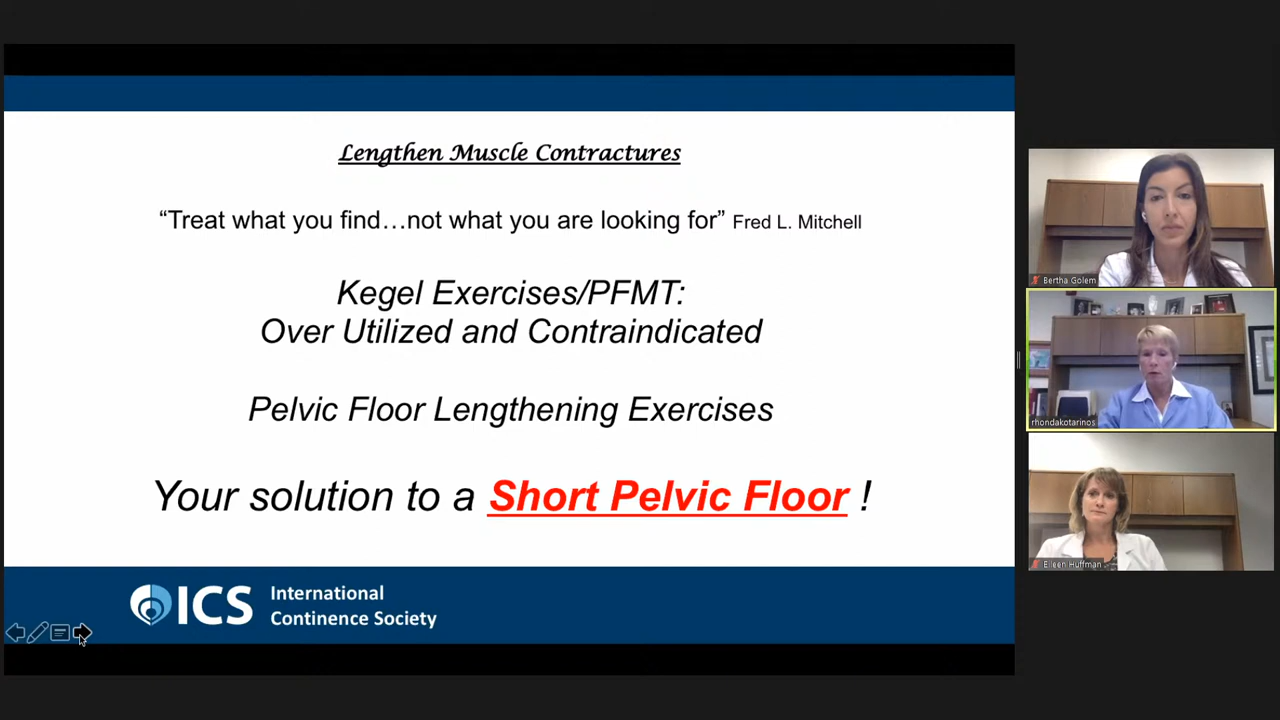 Lengthen Muscle Contractures
“Treat what you find…not what you are looking for” Fred L. Mitchell
Kegel Exercises/PFMT:
Over Utilized and Contraindicated
Pelvic Floor Lengthening Exercises
Your solution to a Short Pelvic Floor !
ICS International
Continence Society
Bertha Golem
rhondakotarinos
Eileen Huffman